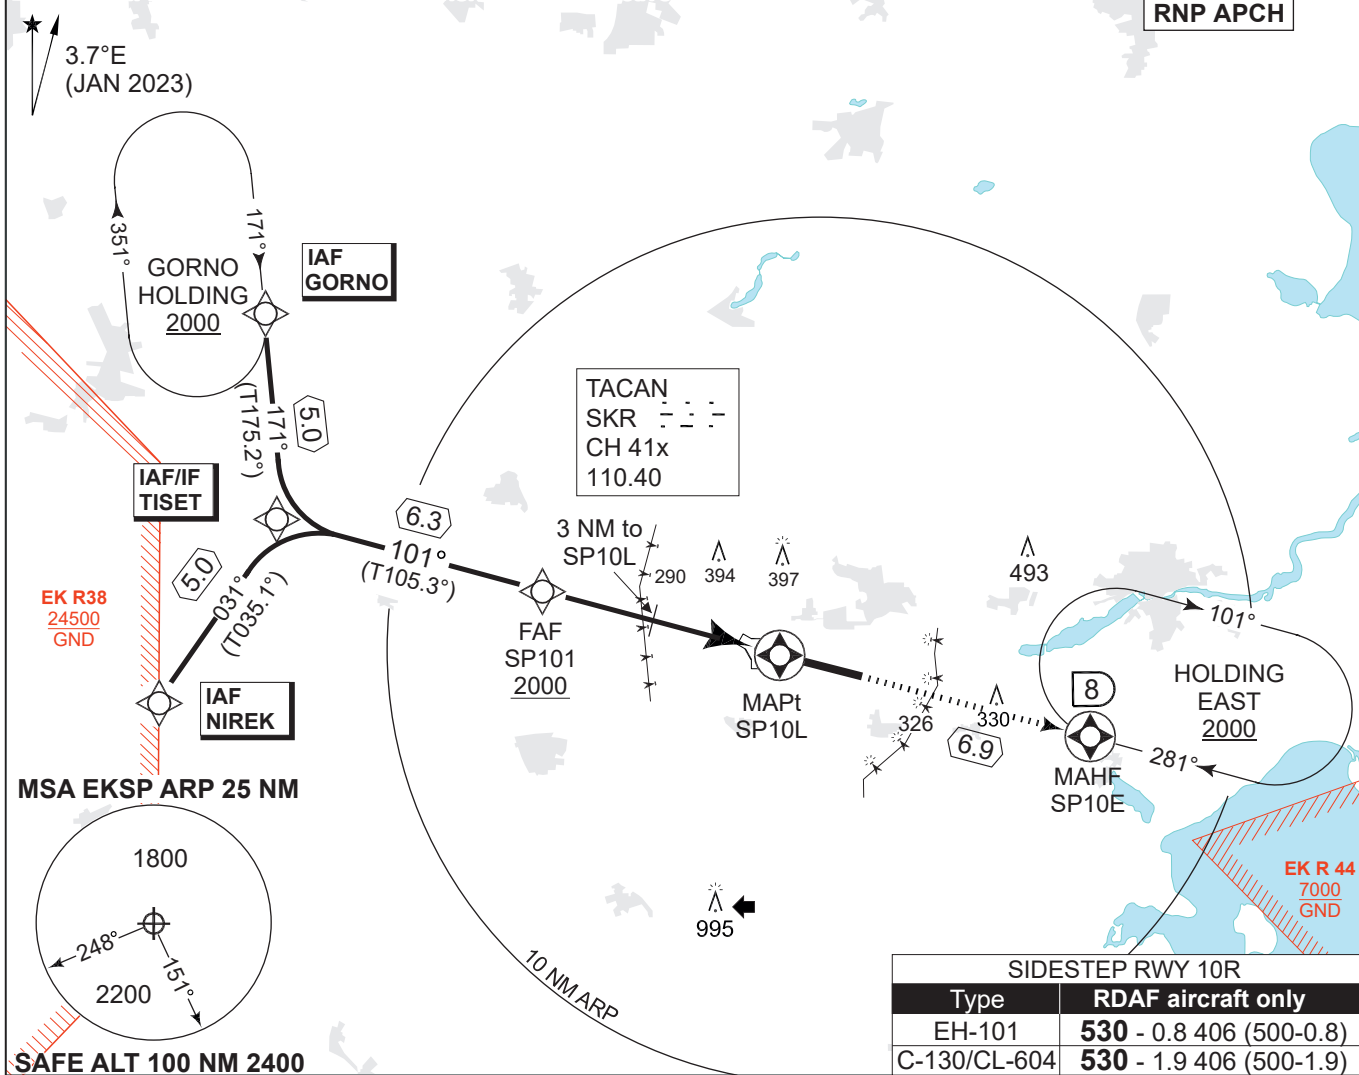 RNP APCH
3.7°E
(JAN 2023)
351°
171°
GORNO
HOLDING
2000
IAF
GORNO
171°
(T175.2°)
5.0
TACAN
SKR
CH 41x
110.40
IAF/IF
TISET
6.3
101°
(T105.3°)
3 NM to
SP10L
290
394
397
493
5.0
031°
(T035.1°)
EK R38
24500
GND
FAF
SP101
2000
101°
HOLDING
EAST
2000
8
IAF
NIREK
MAPt
SP10L
326
330
6.9
281°
MAHF
SP10E
MSA EKSP ARP 25 NM
1800
248°
151°
2200
SAFE ALT 100 NM 2400
995
10 NM ARP
EK R 44
7000
GND
SIDESTEP RWY 10R
Type RDAF aircraft only
EH-101 530 - 0.8 406 (500-0.8)
C-130/CL-604 530 - 1.9 406 (500-1.9)